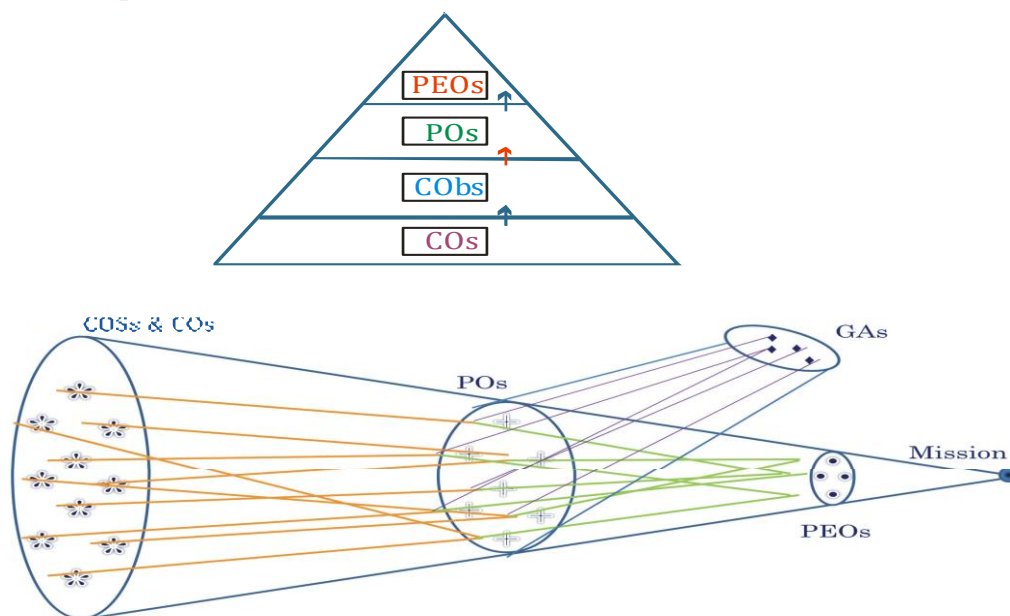 PEOs
POs
CObs
COs
COSs & COs
GAs
POs
Mission
PEOs